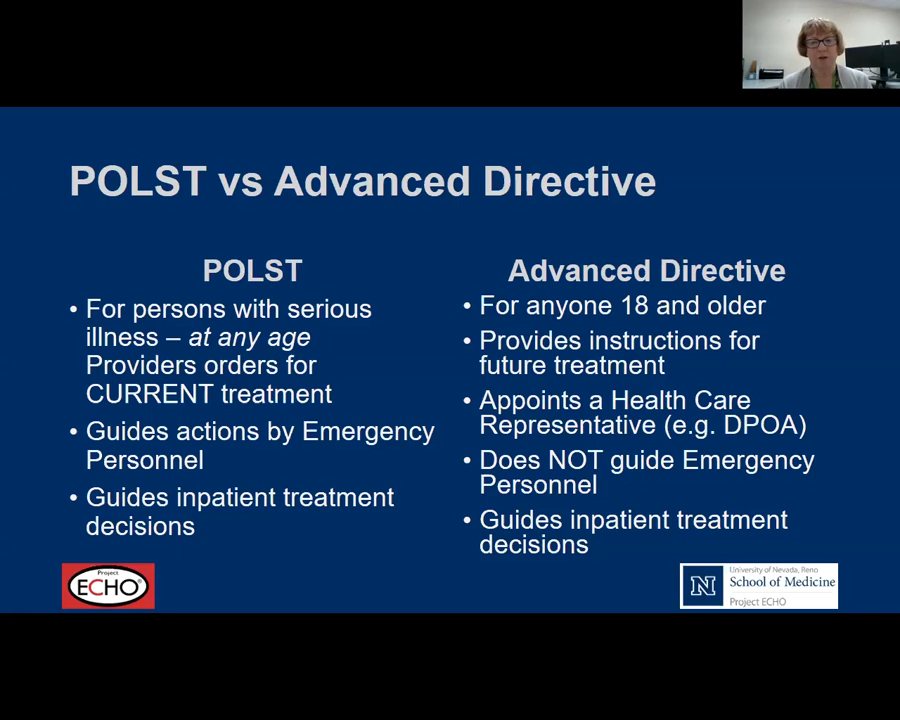 POLST vs Advanced Directive
POLST
• For persons with serious
illness – at any age
Providers orders for
CURRENT treatment
• Guides actions by Emergency
Personnel
• Guides inpatient treatment
decisions
Advanced Directive
• For anyone 18 and older
• Provides instructions for
future treatment
• Appoints a Health Care
Representative (e.g. DPOA)
• Does NOT guide Emergency
Personnel
• Guides inpatient treatment
decisions
Project
ECHO®
N
University of Nevada, Reno
School of Medicine
Project ECHO